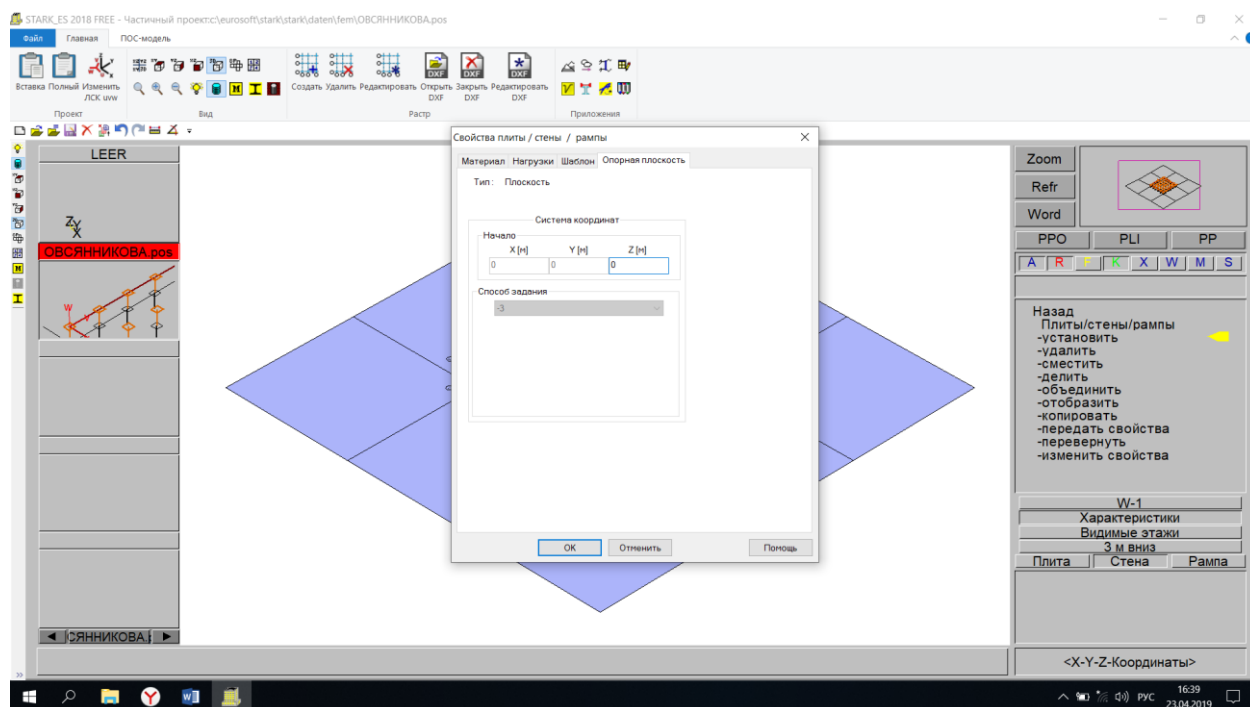 STARK_ES 2018 FREE - Частичный проект:c:\eurosoft\stark\stark\daten\fem\ОВСЯННИКОВА.pos
Файл Главная ПОС-модель
Вставка Полный Изменить ЛСК uvw
Создать Удалить Редактировать Открыть DXF Закрыть DXF Редактировать DXF
Проект Вид Растр Приложения
LEER
Z Y
X
ОВСЯННИКОВА.pos
W
V
СЯННИКОВА.
Свойства плиты / стены / рампы
Материал Нагрузки Шаблон Опорная плоскость
Тип: Плоскость
Система координат
Начало
X [м] Y [м] Z [м]
0 0 0
Способ задания
-3
ОК Отменить Помощь
Zoom
Refr
Word
PPO PLI PP
A R F K X W M S
Назад
Плиты/стены/рампы
-установить
-удалить
-сместить
-делить
-объединить
-отобразить
-копировать
-передать свойства
-перевернуть
-изменить свойства
W-1
Характеристики
Видимые этажи
3 м вниз
Плита Стена Рампа
<X-Y-Z-Координаты>
РУС 16:39
23.04.2019